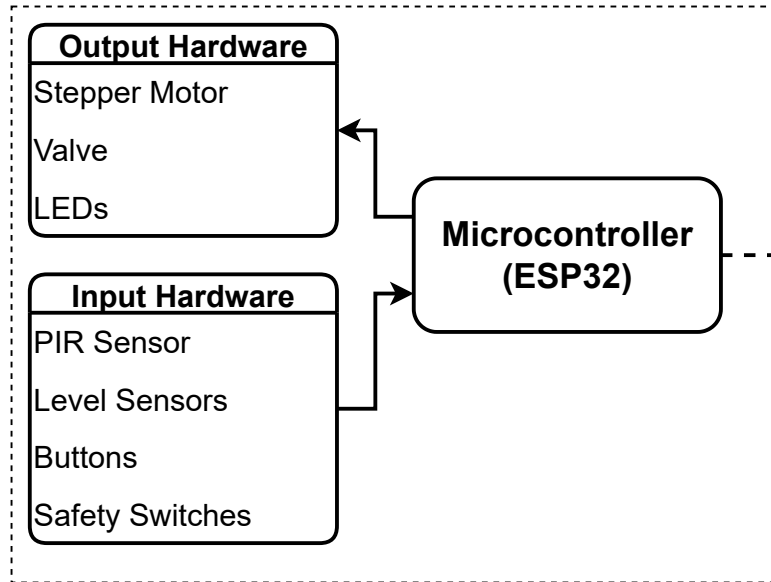 Output Hardware
Stepper Motor
Valve
LEDs
Microcontroller
(ESP32)
Input Hardware
PIR Sensor
Level Sensors
Buttons
Safety Switches